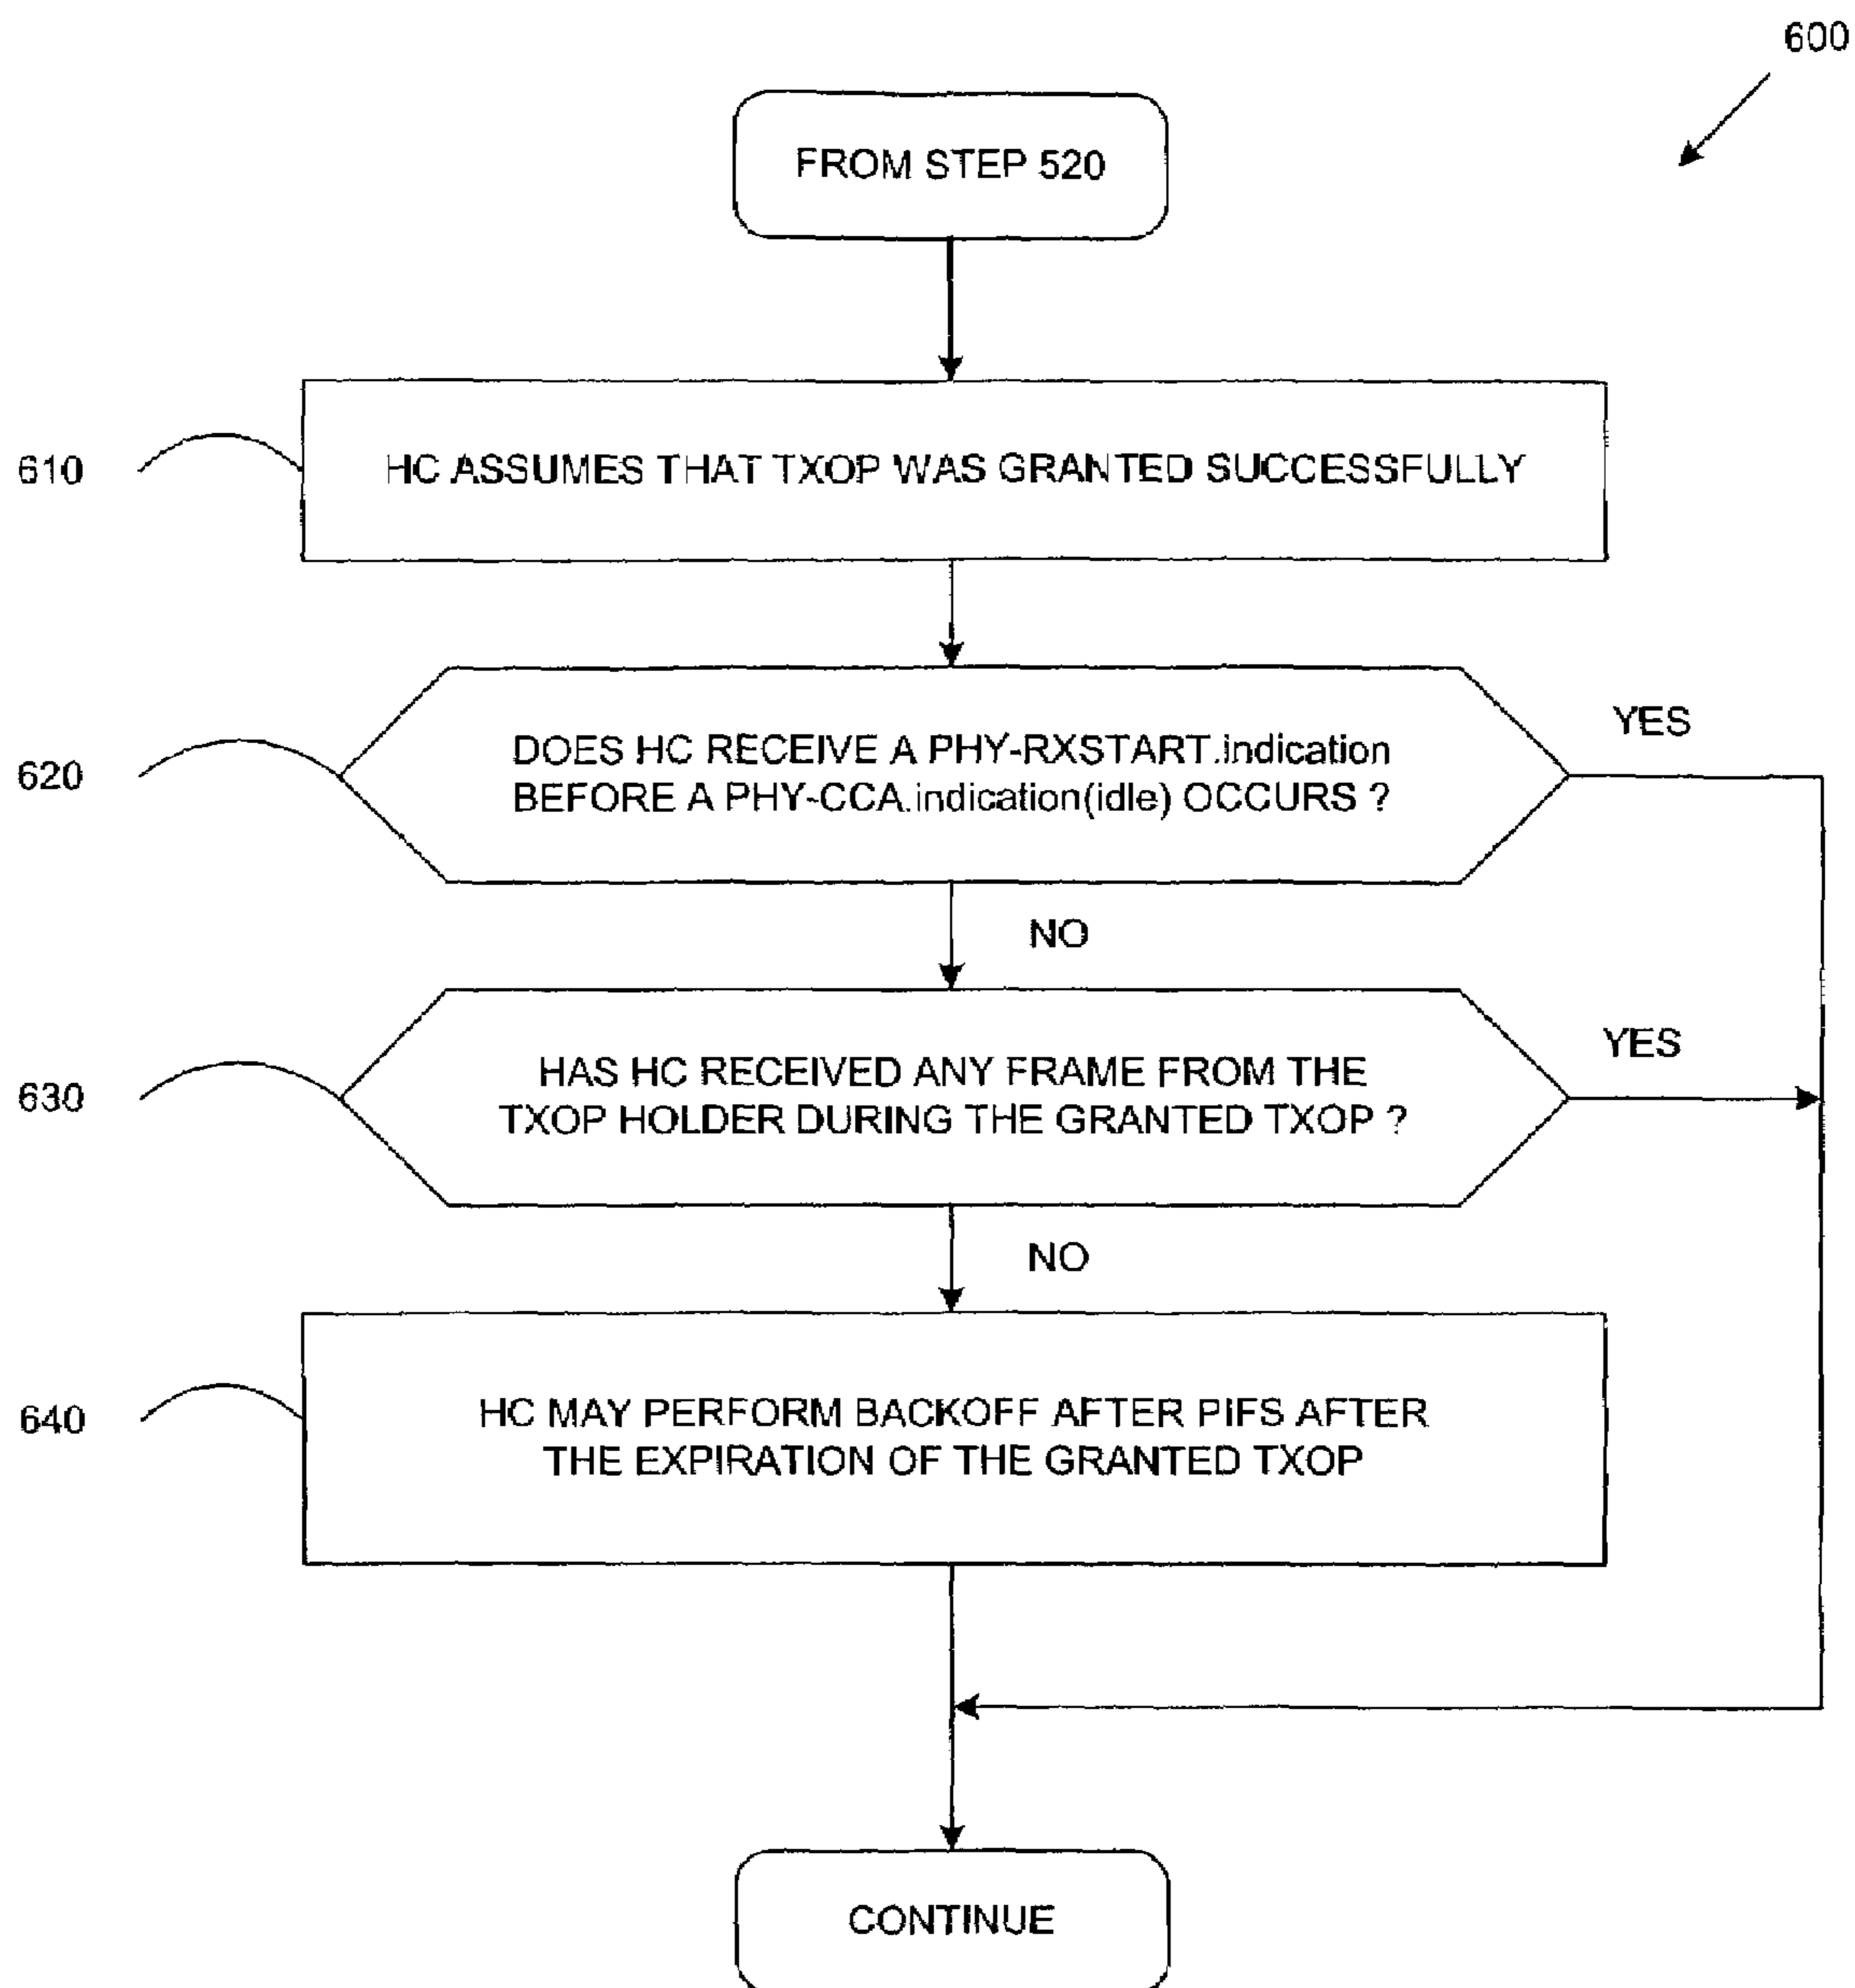 600
FROM STEP 520
610
HC ASSUMES THAT TXOP WAS GRANTED SUCCESSFULLY
620
DOES HC RECEIVE A PHY-RXSTART.indication
BEFORE A PHY-CCA.indication(idle) OCCURS ?
YES
NO
630
HAS HC RECEIVED ANY FRAME FROM THE
TXOP HOLDER DURING THE GRANTED TXOP ?
YES
NO
640
HC MAY PERFORM BACKOFF AFTER PIFS AFTER
THE EXPIRATION OF THE GRANTED TXOP
CONTINUE